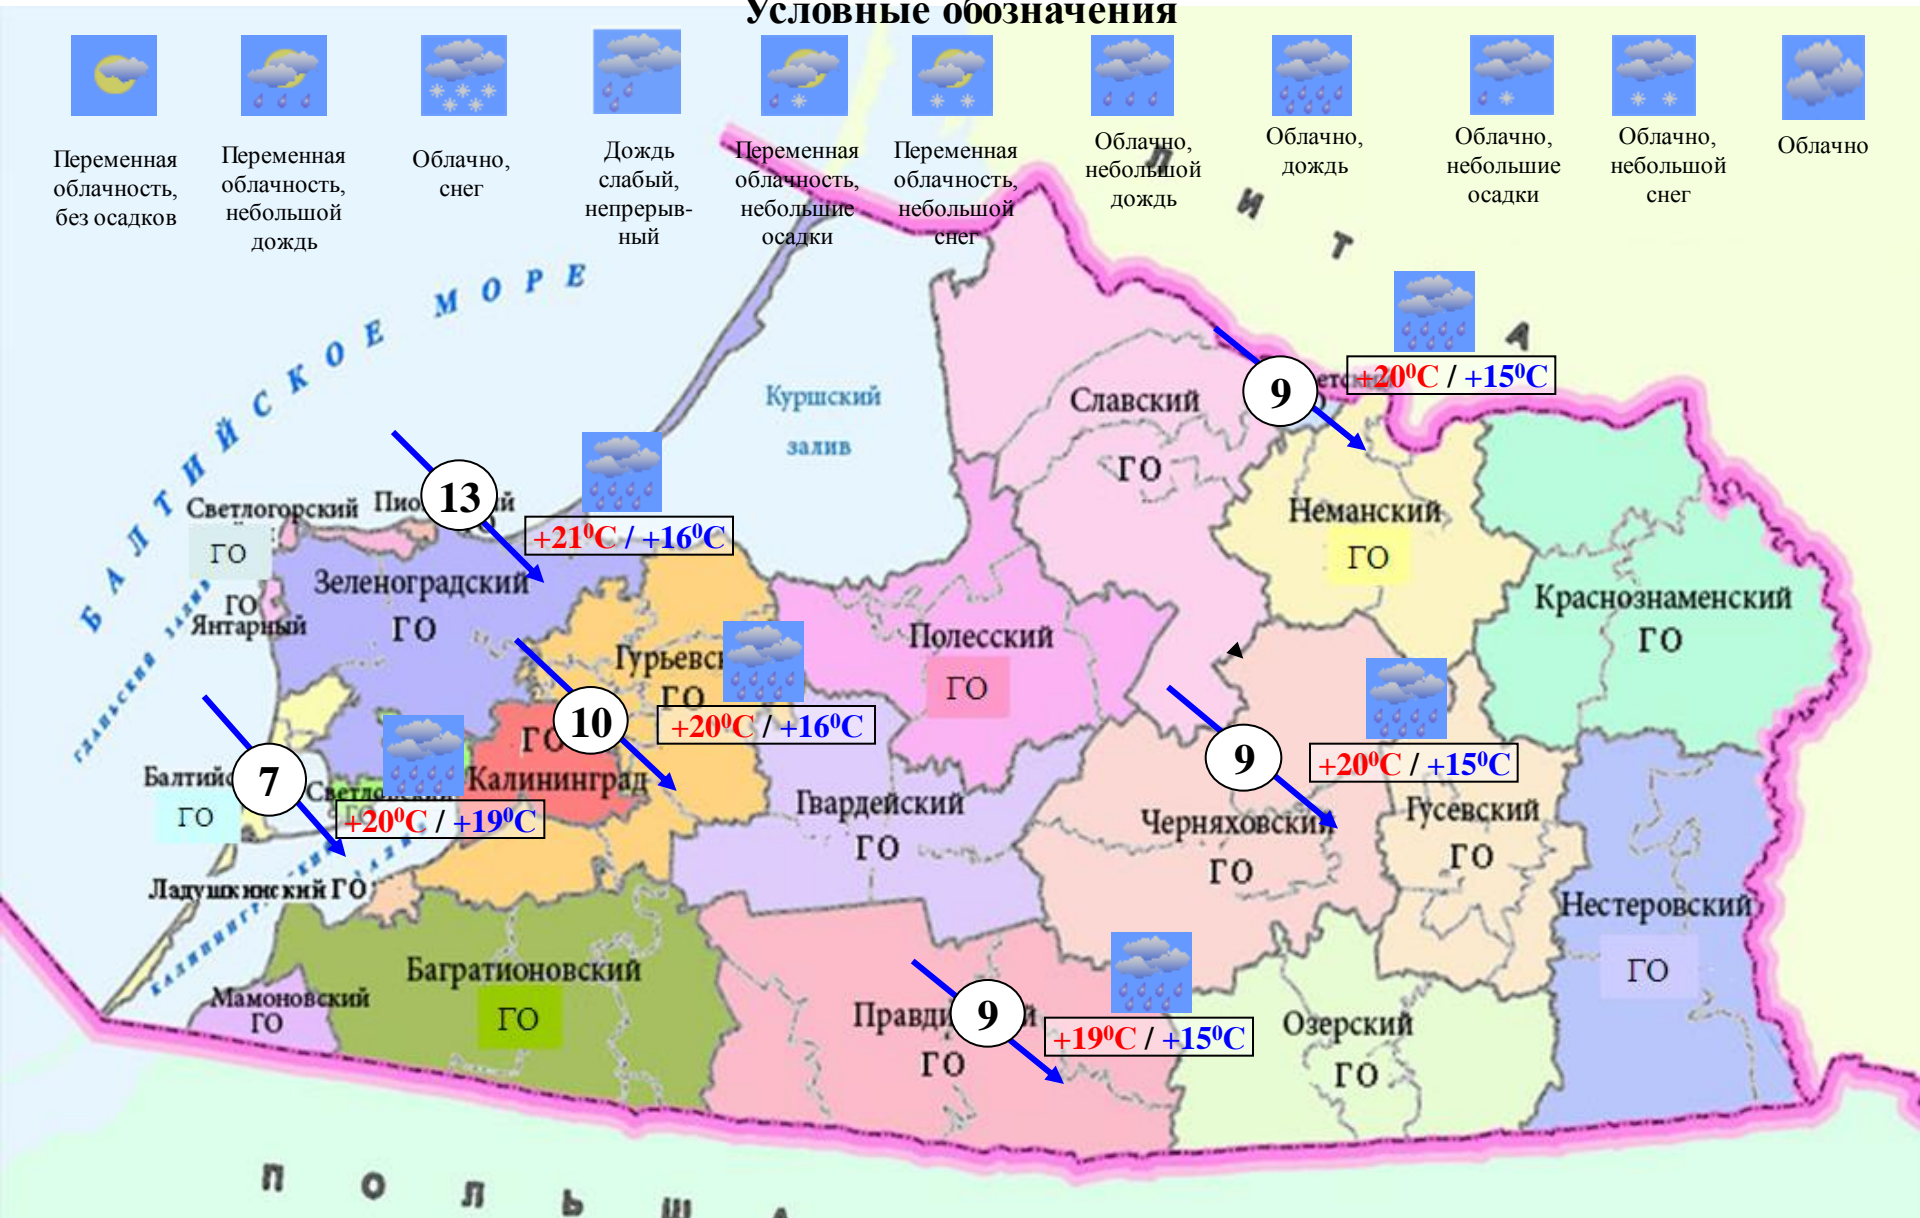 Условные обозначения
Переменная
облачность,
без осадков
Переменная
облачность,
небольшой
дождь
Облачно,
снег
Дождь
слабый,
непрерыв-
ный
Переменная
облачность,
небольшие
осадки
Переменная
облачность,
небольшой
снег
Облачно,
небольшой
дождь
Облачно,
дождь
Облачно,
небольшие
осадки
Облачно,
небольшой
снег
Облачно
ЛИТ
А
БАЛТИЙСКОЕ МОРЕ
Куршский
залив
Славский
ГО
9
+20⁰С / +15⁰С
Неманский
ГО
Краснознаменский
ГО
Светлогорский
ГО
13
+21⁰С / +16⁰С
Зеленоградский
ГО
ГО
Янтарный
Полесский
ГО
ГО
10
+20⁰С / +16⁰С
ГО
Калининград
7
ГО
+20⁰С / +19⁰С
Гвардейский
ГО
9
+20⁰С / +15⁰С
Черняховский
ГО
Гусевский
ГО
Нестеровский
ГО
Ладушкинский ГО
Багратионовский
ГО
Мамоновский
ГО
9
ГО
+19⁰С / +15⁰С
Озерский
ГО
ПОЛЬША